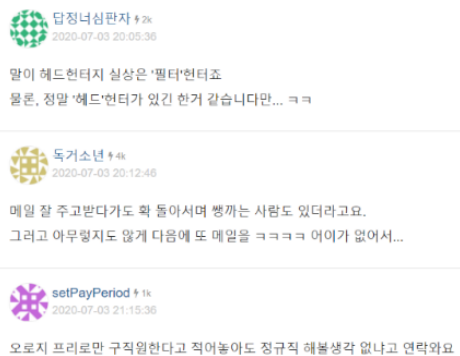 답정너심판자 2k
2020-07-03 20:05:36
말이 헤드헌터지 실상은 '필터'헌터죠
물론, 정말 '헤드'헌터가 있긴 한거 같습니다만... ㅋㅋ
독거소년 4k
2020-07-03 20:12:46
메일 잘 주고받다가도 확 돌아서며 쌩까는 사람도 있더라고요.
그러고 아무렇지도 않게 다음에 또 메일을 ㅋㅋㅋㅋ 어이가 없어서...
setPayPeriod 1k
2020-07-03 21:15:36
오로지 프리로만 구직원한다고 적어놓아도 정규직 해볼생각 없냐고 연락와요